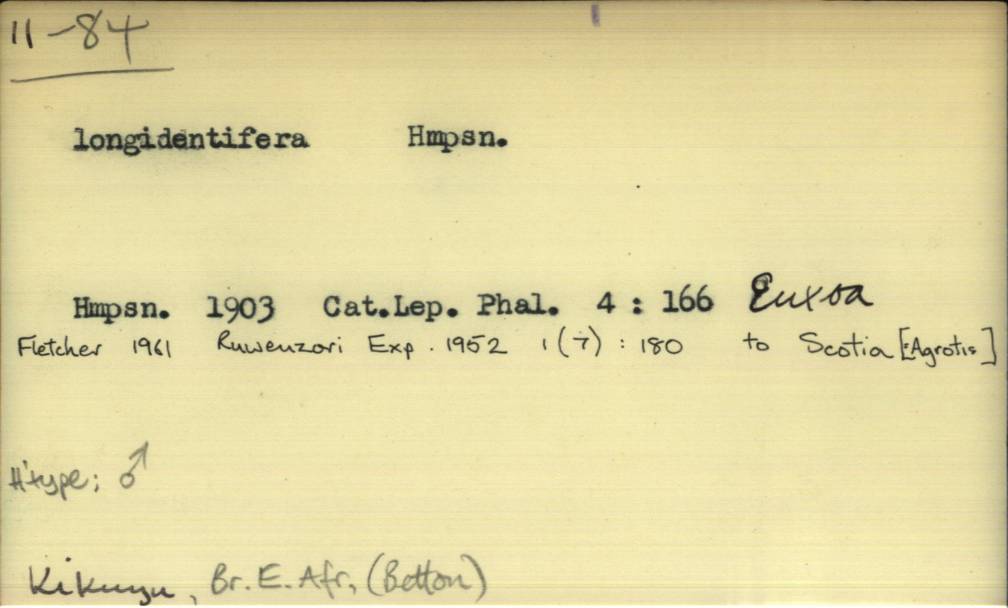 11-84
longidentifera Hmpsn.
Hmpsn. 1903 Cat.Lep. Phal. 4 : 166 Euxoa
Fletcher 1961 Ruwenzori Exp. 1952 1(7) : 180 to Scotia [=Agrotis]
H'type; ♂
Kikuyu, Br. E. Afr, (Betton)